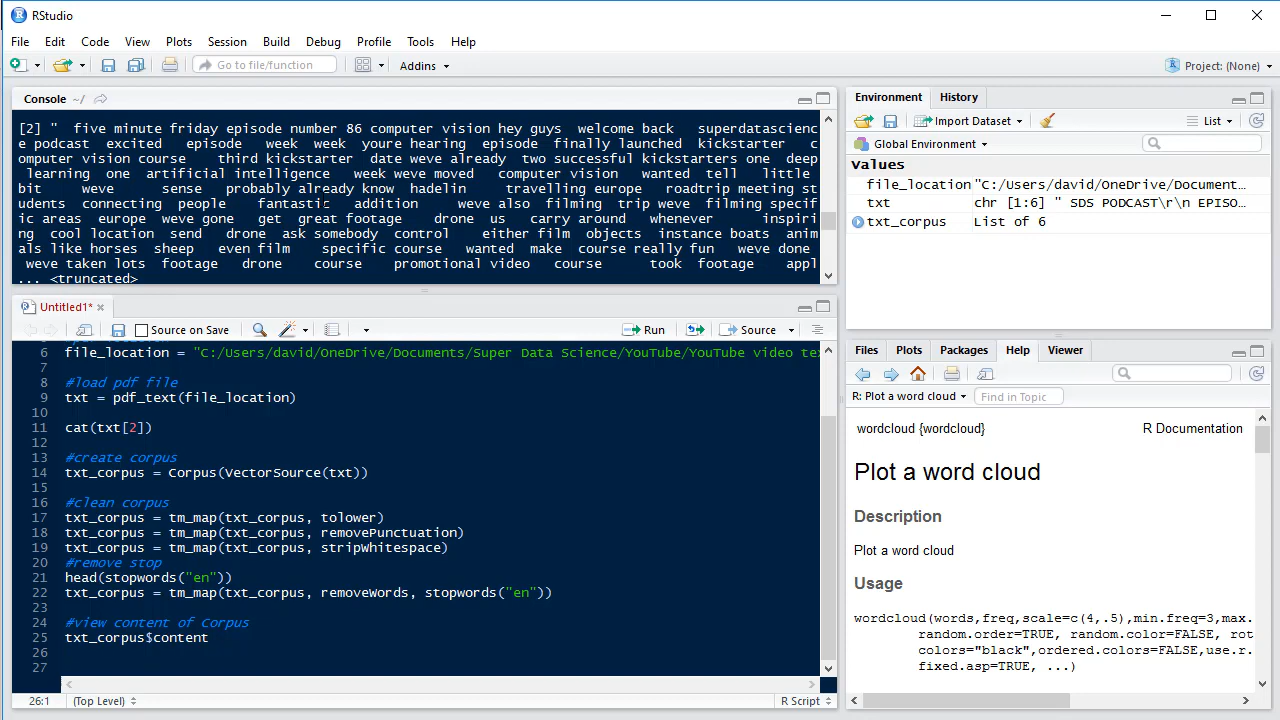 RStudio
File Edit Code View Plots Session Build Debug Profile Tools Help
Go to file/function Addins Project: (None)
Console ~/
[2] "  five minute friday episode number 86 computer vision hey guys  welcome back   superdatascienc
e podcast  excited   episode   week  week  youre hearing  episode  finally launched  kickstarter  c
omputer vision course    third kickstarter  date weve already  two successful kickstarters one  deep
 learning  one  artificial intelligence   week weve moved   computer vision   wanted  tell   little
bit     weve      sense   probably already know  hadelin     travelling europe   roadtrip meeting st
udents  connecting  people    fantastic   addition     weve also  filming  trip weve  filming specif
ic areas  europe weve gone   get  great footage    drone  us   carry around   whenever      inspiri
ng  cool location  send   drone  ask somebody  control    either film  objects  instance boats  anim
als like horses  sheep   even film    specific course   wanted  make  course really fun  weve done
 weve taken lots  footage   drone    course    promotional video   course     took  footage    appl
... <truncated>
Untitled1*
Source on Save Run Source
6 file_location = "C:/Users/david/OneDrive/Documents/Super Data Science/YouTube/YouTube video te
7
8 #load pdf file
9 txt = pdf_text(file_location)
10
11 cat(txt[2])
12
13 #create corpus
14 txt_corpus = Corpus(VectorSource(txt))
15
16 #clean corpus
17 txt_corpus = tm_map(txt_corpus, tolower)
18 txt_corpus = tm_map(txt_corpus, removePunctuation)
19 txt_corpus = tm_map(txt_corpus, stripWhitespace)
20 #remove stop
21 head(stopwords("en"))
22 txt_corpus = tm_map(txt_corpus, removeWords, stopwords("en"))
23
24 #view content of Corpus
25 txt_corpus$content
26
27
26:1 (Top Level) R Script
Environment History
Import Dataset List
Global Environment
Values
file_location "C:/Users/david/OneDrive/Document…
txt chr [1:6] " SDS PODCAST\r\n EPISO…
txt_corpus List of 6
Files Plots Packages Help Viewer
R: Plot a word cloud Find in Topic
wordcloud {wordcloud} R Documentation
Plot a word cloud
Description
Plot a word cloud
Usage
wordcloud(words,freq,scale=c(4,.5),min.freq=3,max.
random.order=TRUE, random.color=FALSE, rot
colors="black",ordered.colors=FALSE,use.r.
fixed.asp=TRUE, ...)